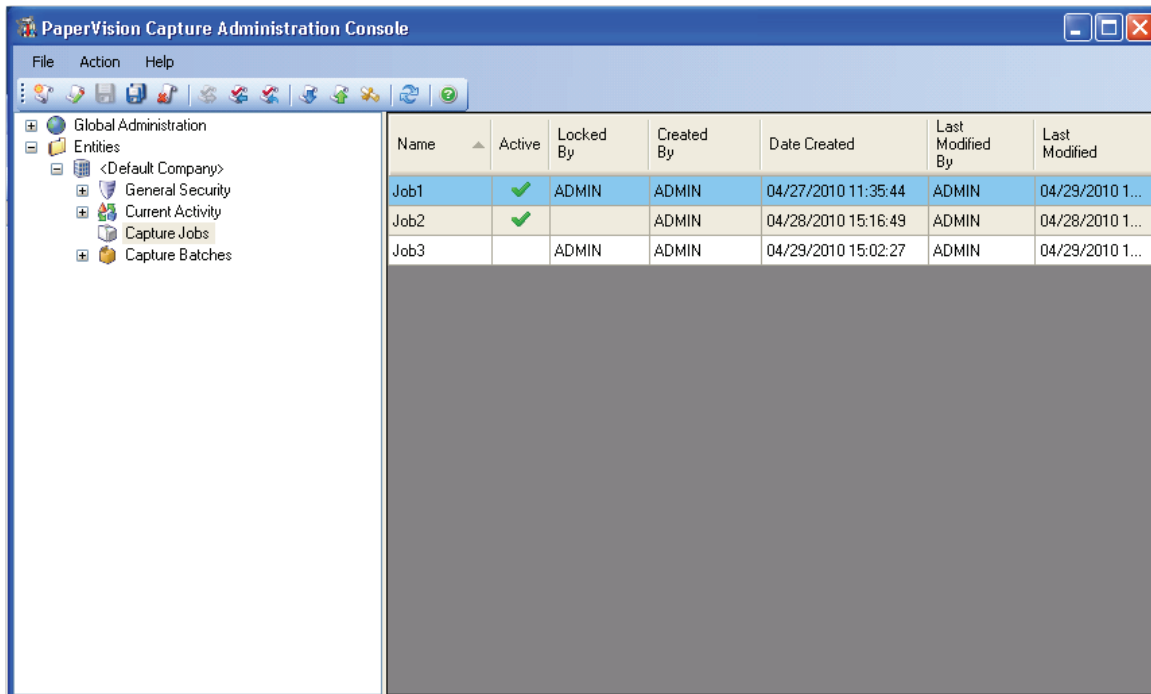 PaperVision Capture Administration Console
File Action Help
Global Administration
Entities
<Default Company>
General Security
Current Activity
Capture Jobs
Capture Batches
Name Active Locked By Created By Date Created Last Modified By Last Modified
Job1 ADMIN ADMIN 04/27/2010 11:35:44 ADMIN 04/29/2010 1...
Job2 ADMIN 04/28/2010 15:16:49 ADMIN 04/28/2010 1...
Job3 ADMIN ADMIN 04/29/2010 15:02:27 ADMIN 04/29/2010 1...